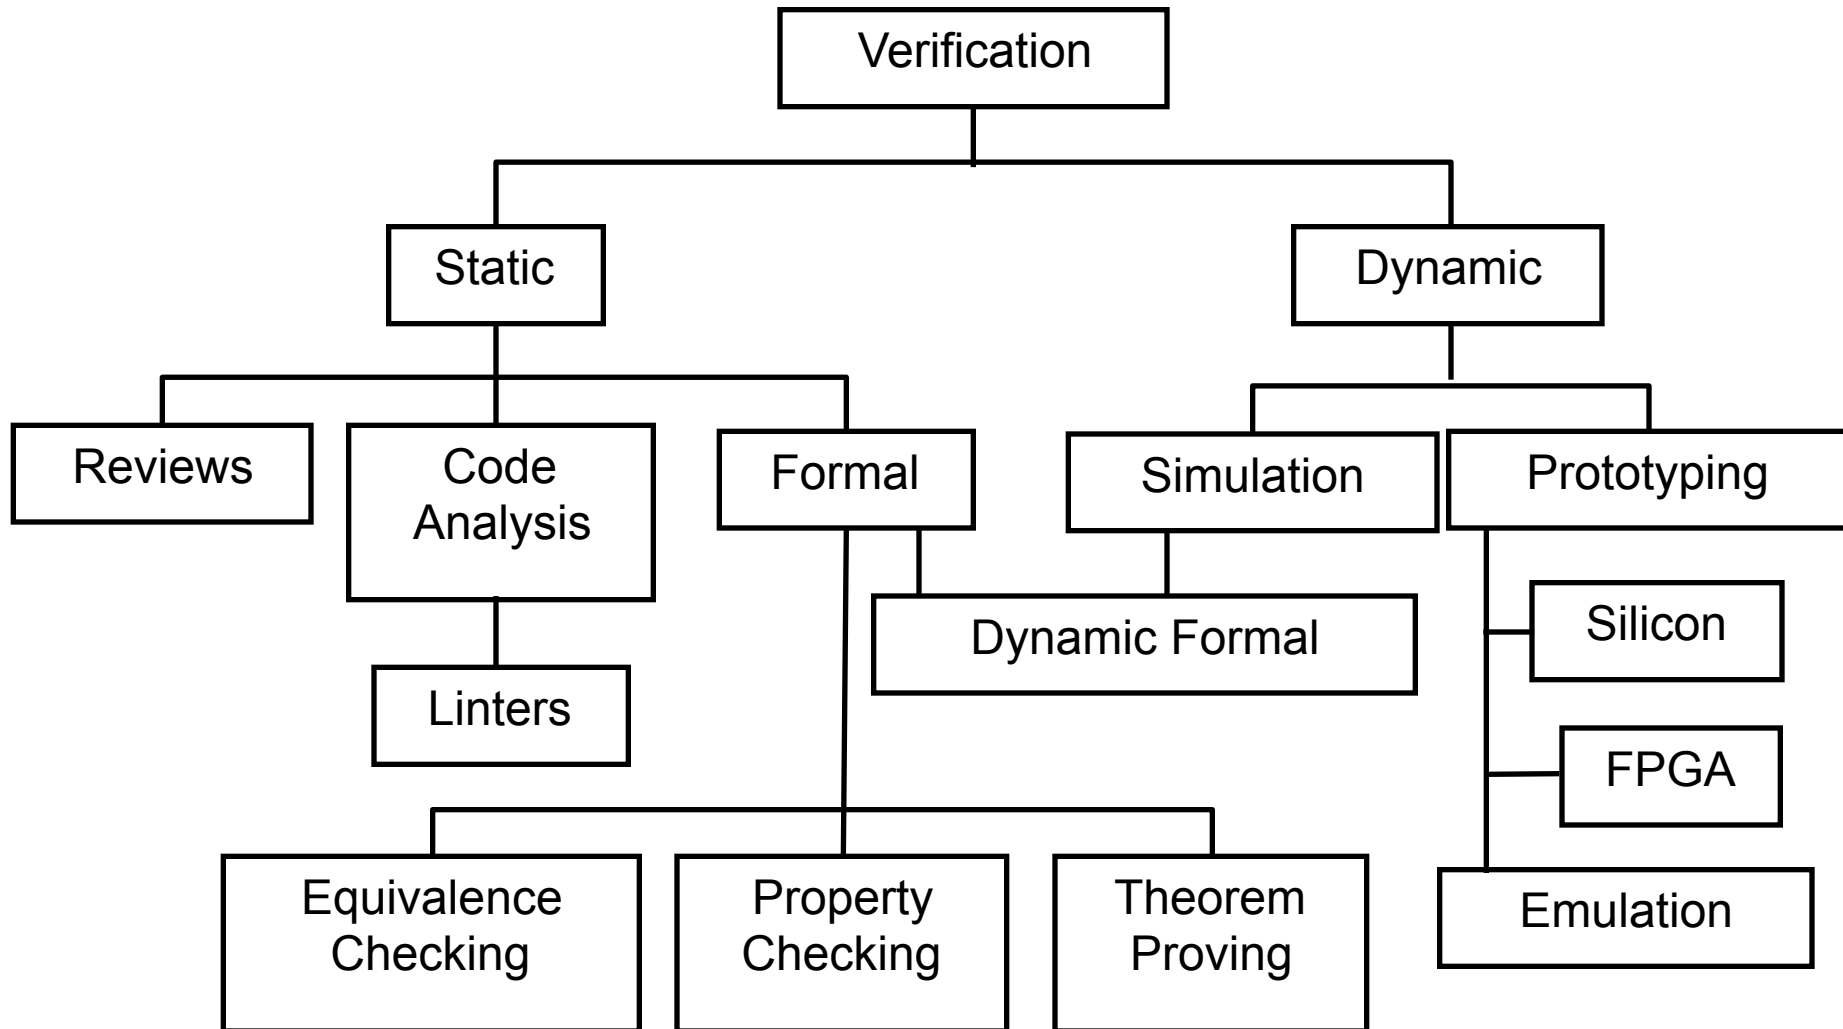 Verification
Static
Dynamic
Reviews
Code
Analysis
Formal
Simulation
Prototyping
Dynamic Formal
Silicon
Linters
FPGA
Equivalence
Checking
Property
Checking
Theorem
Proving
Emulation